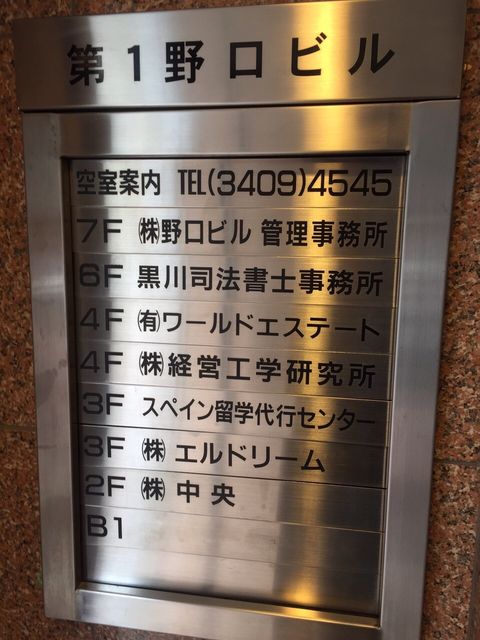 第1野口ビル
空室案内 TEL(3409)4545
7F ㈱野口ビル 管理事務所
6F 黒川司法書士事務所
4F ㈲ワールドエステート
4F ㈱経営工学研究所
3F スペイン留学代行センター
3F ㈱エルドリーム
2F ㈱中央
B1